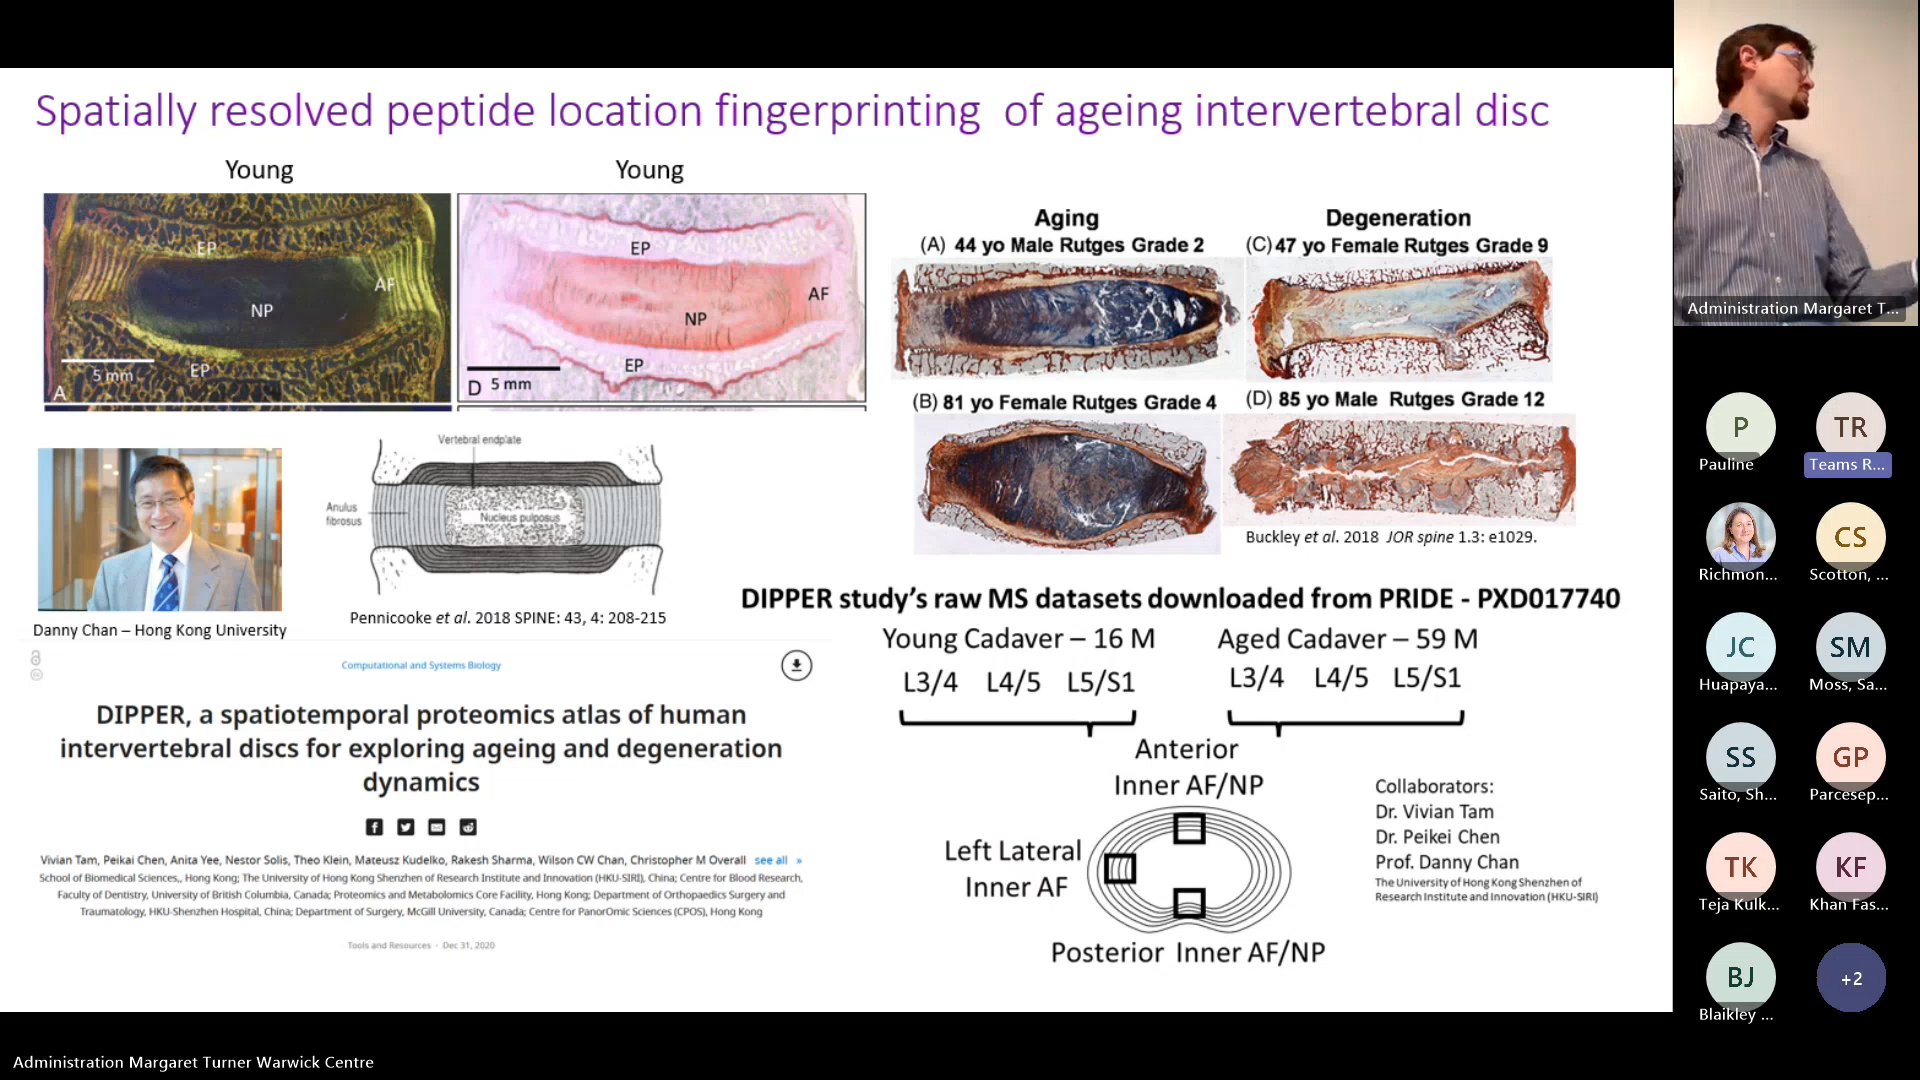 Spatially resolved peptide location fingerprinting of ageing intervertebral disc
Young
Young
EP
AF
NP
5 mm
EP
A
EP
AF
NP
EP
D 5 mm
Aging
Degeneration
(A) 44 yo Male Rutges Grade 2
(C) 47 yo Female Rutges Grade 9
(B) 81 yo Female Rutges Grade 4
(D) 85 yo Male Rutges Grade 12
Buckley et al. 2018 JOR spine 1.3: e1029.
Vertebral endplate
Anulus
fibrosus
Nucleus pulposus
Pennicooke et al. 2018 SPINE: 43, 4: 208-215
Danny Chan – Hong Kong University
Computational and Systems Biology
DIPPER, a spatiotemporal proteomics atlas of human
intervertebral discs for exploring ageing and degeneration
dynamics
Vivian Tam, Peikai Chen, Anita Yee, Nestor Solis, Theo Klein, Mateusz Kudelko, Rakesh Sharma, Wilson CW Chan, Christopher M Overall see all »
School of Biomedical Sciences,, Hong Kong; The University of Hong Kong Shenzhen of Research Institute and Innovation (HKU-SIRI), China; Centre for Blood Research,
Faculty of Dentistry, University of British Columbia, Canada; Proteomics and Metabolomics Core Facility, Hong Kong; Department of Orthopaedics Surgery and
Traumatology, HKU-Shenzhen Hospital, China; Department of Surgery, McGill University, Canada; Centre for PanorOmic Sciences (CPOS), Hong Kong
Tools and Resources · Dec 31, 2020
DIPPER study's raw MS datasets downloaded from PRIDE - PXD017740
Young Cadaver – 16 M
Aged Cadaver – 59 M
L3/4 L4/5 L5/S1
L3/4 L4/5 L5/S1
Anterior
Inner AF/NP
Left Lateral
Inner AF
Posterior Inner AF/NP
Collaborators:
Dr. Vivian Tam
Dr. Peikei Chen
Prof. Danny Chan
The University of Hong Kong Shenzhen of
Research Institute and Innovation (HKU-SIRI)
Administration Margaret T...
P
Pauline
TR
Teams R...
Richmon...
CS
Scotton, ...
JC
Huapaya...
SM
Moss, Sa...
SS
Saito, Sh...
GP
Parcesep...
TK
Teja Kulk...
KF
Khan Fas...
BJ
Blaikley ...
+2
Administration Margaret Turner Warwick Centre